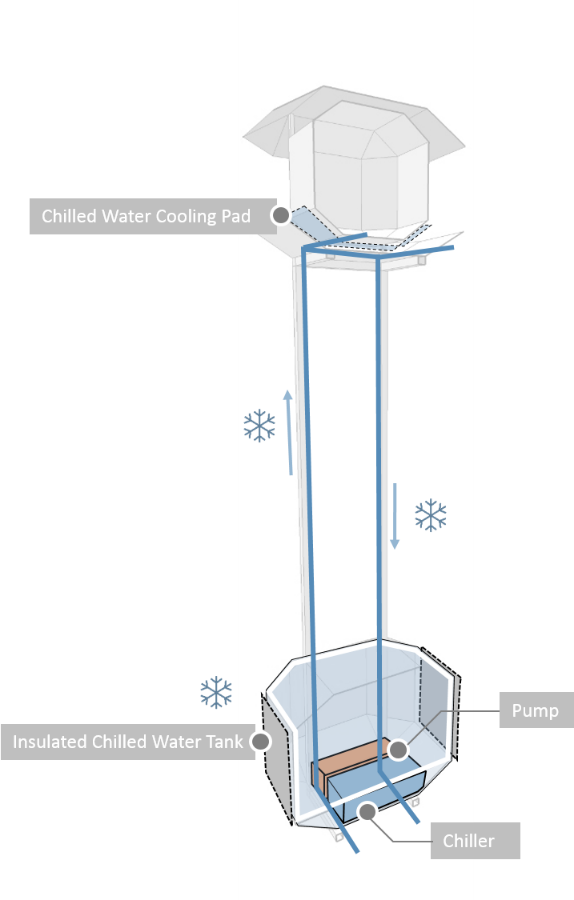 Chilled Water Cooling Pad
Pump
Insulated Chilled Water Tank
Chiller